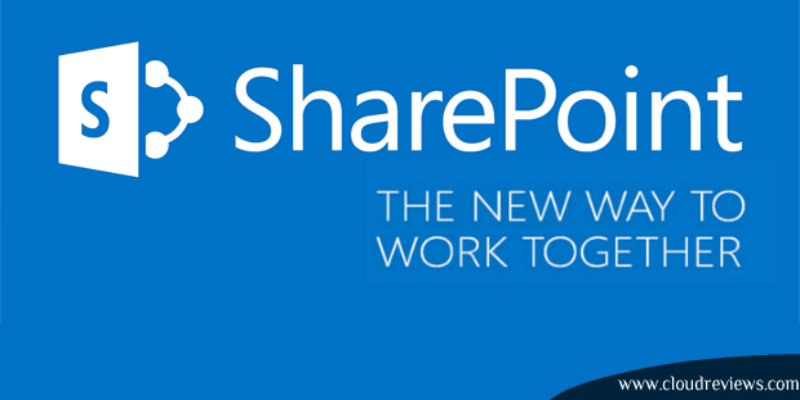 S
SharePoint
THE NEW WAY TO
WORK TOGETHER
www.cloudreviews.com